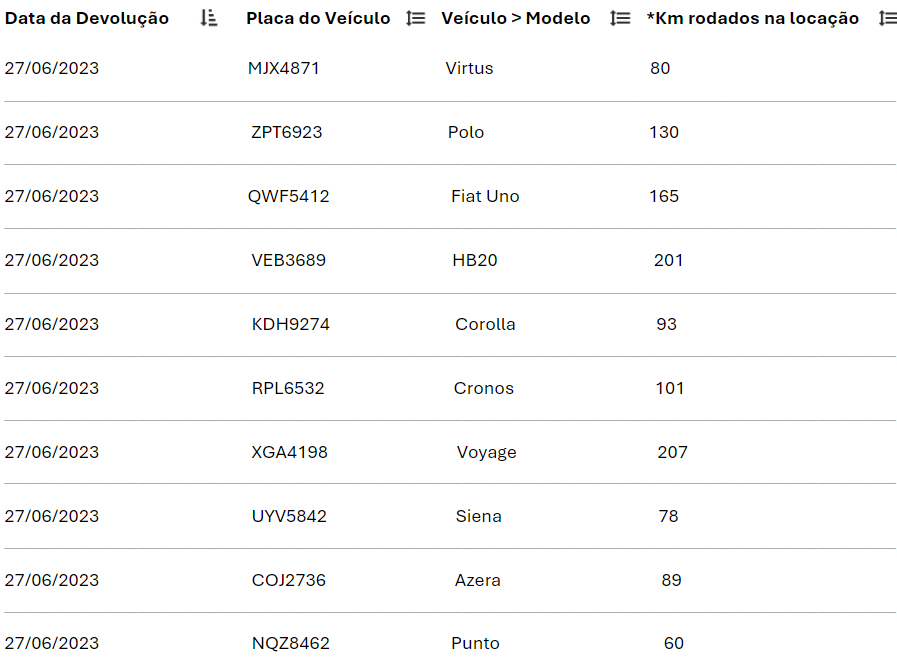 Data da Devolução Placa do Veículo Veículo > Modelo *Km rodados na locação
27/06/2023 MJX4871 Virtus 80
27/06/2023 ZPT6923 Polo 130
27/06/2023 QWF5412 Fiat Uno 165
27/06/2023 VEB3689 HB20 201
27/06/2023 KDH9274 Corolla 93
27/06/2023 RPL6532 Cronos 101
27/06/2023 XGA4198 Voyage 207
27/06/2023 UYV5842 Siena 78
27/06/2023 COJ2736 Azera 89
27/06/2023 NQZ8462 Punto 60